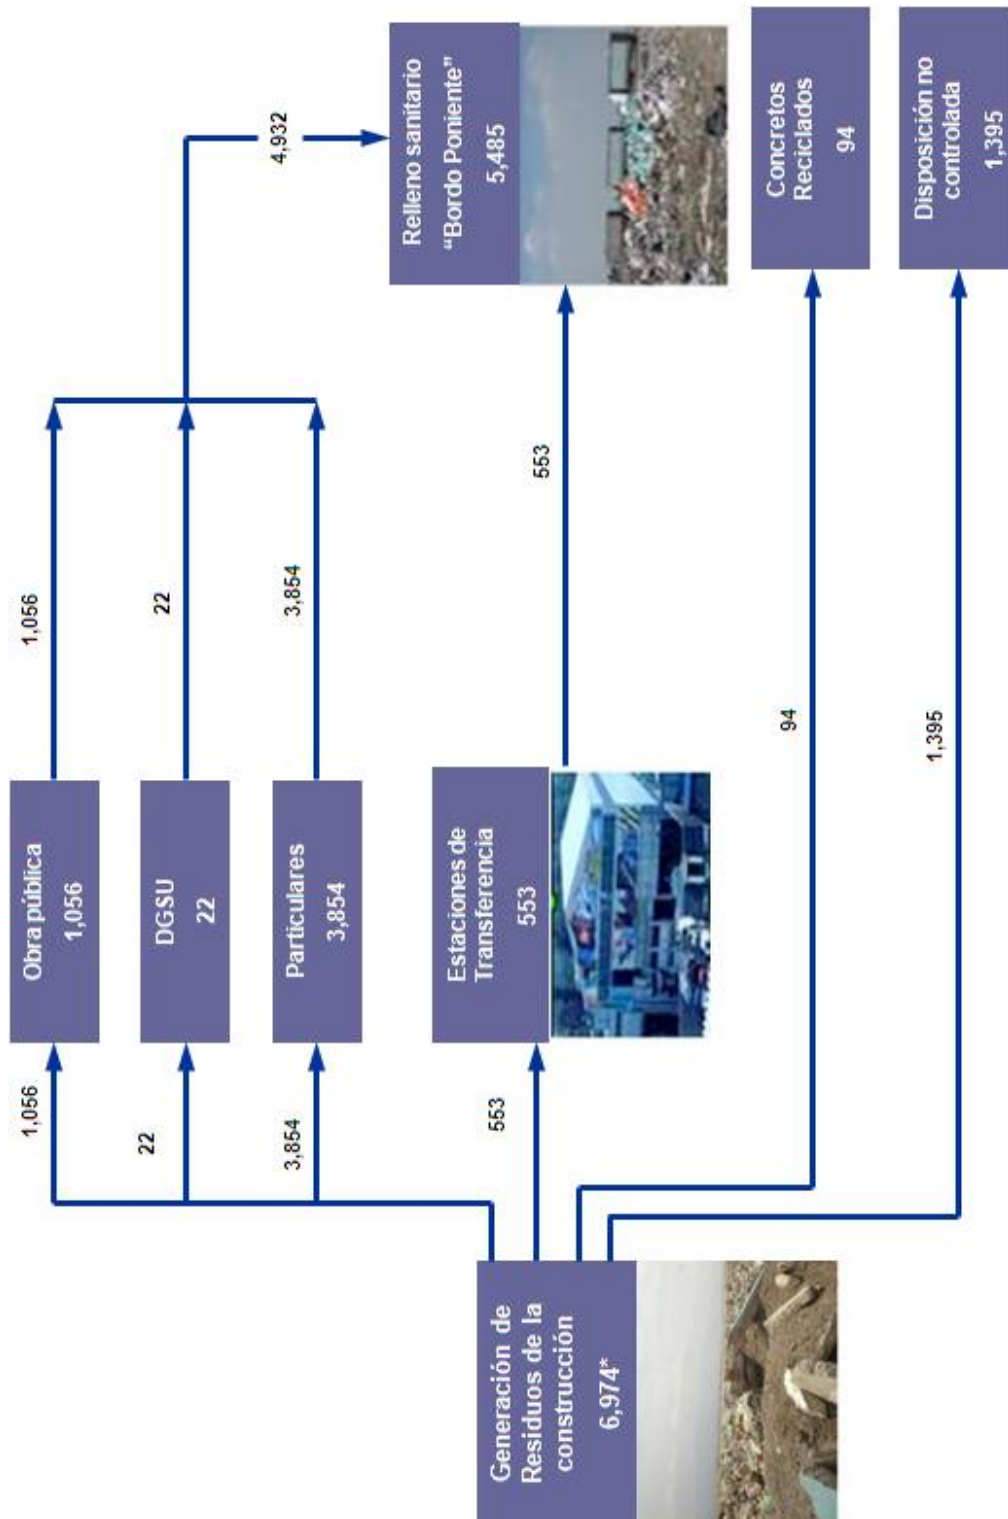 Generación de
Residuos de la
construcción
6,974*
1,056
22
3,854
553
94
1,395
Obra pública
1,056
DGSU
22
Particulares
3,854
Estaciones de
Transferencia
553
1,056
22
3,854
553
4,932
Relleno sanitario
“Bordo Poniente”
5,485
Concretos
Reciclados
94
Disposición no
controlada
1,395